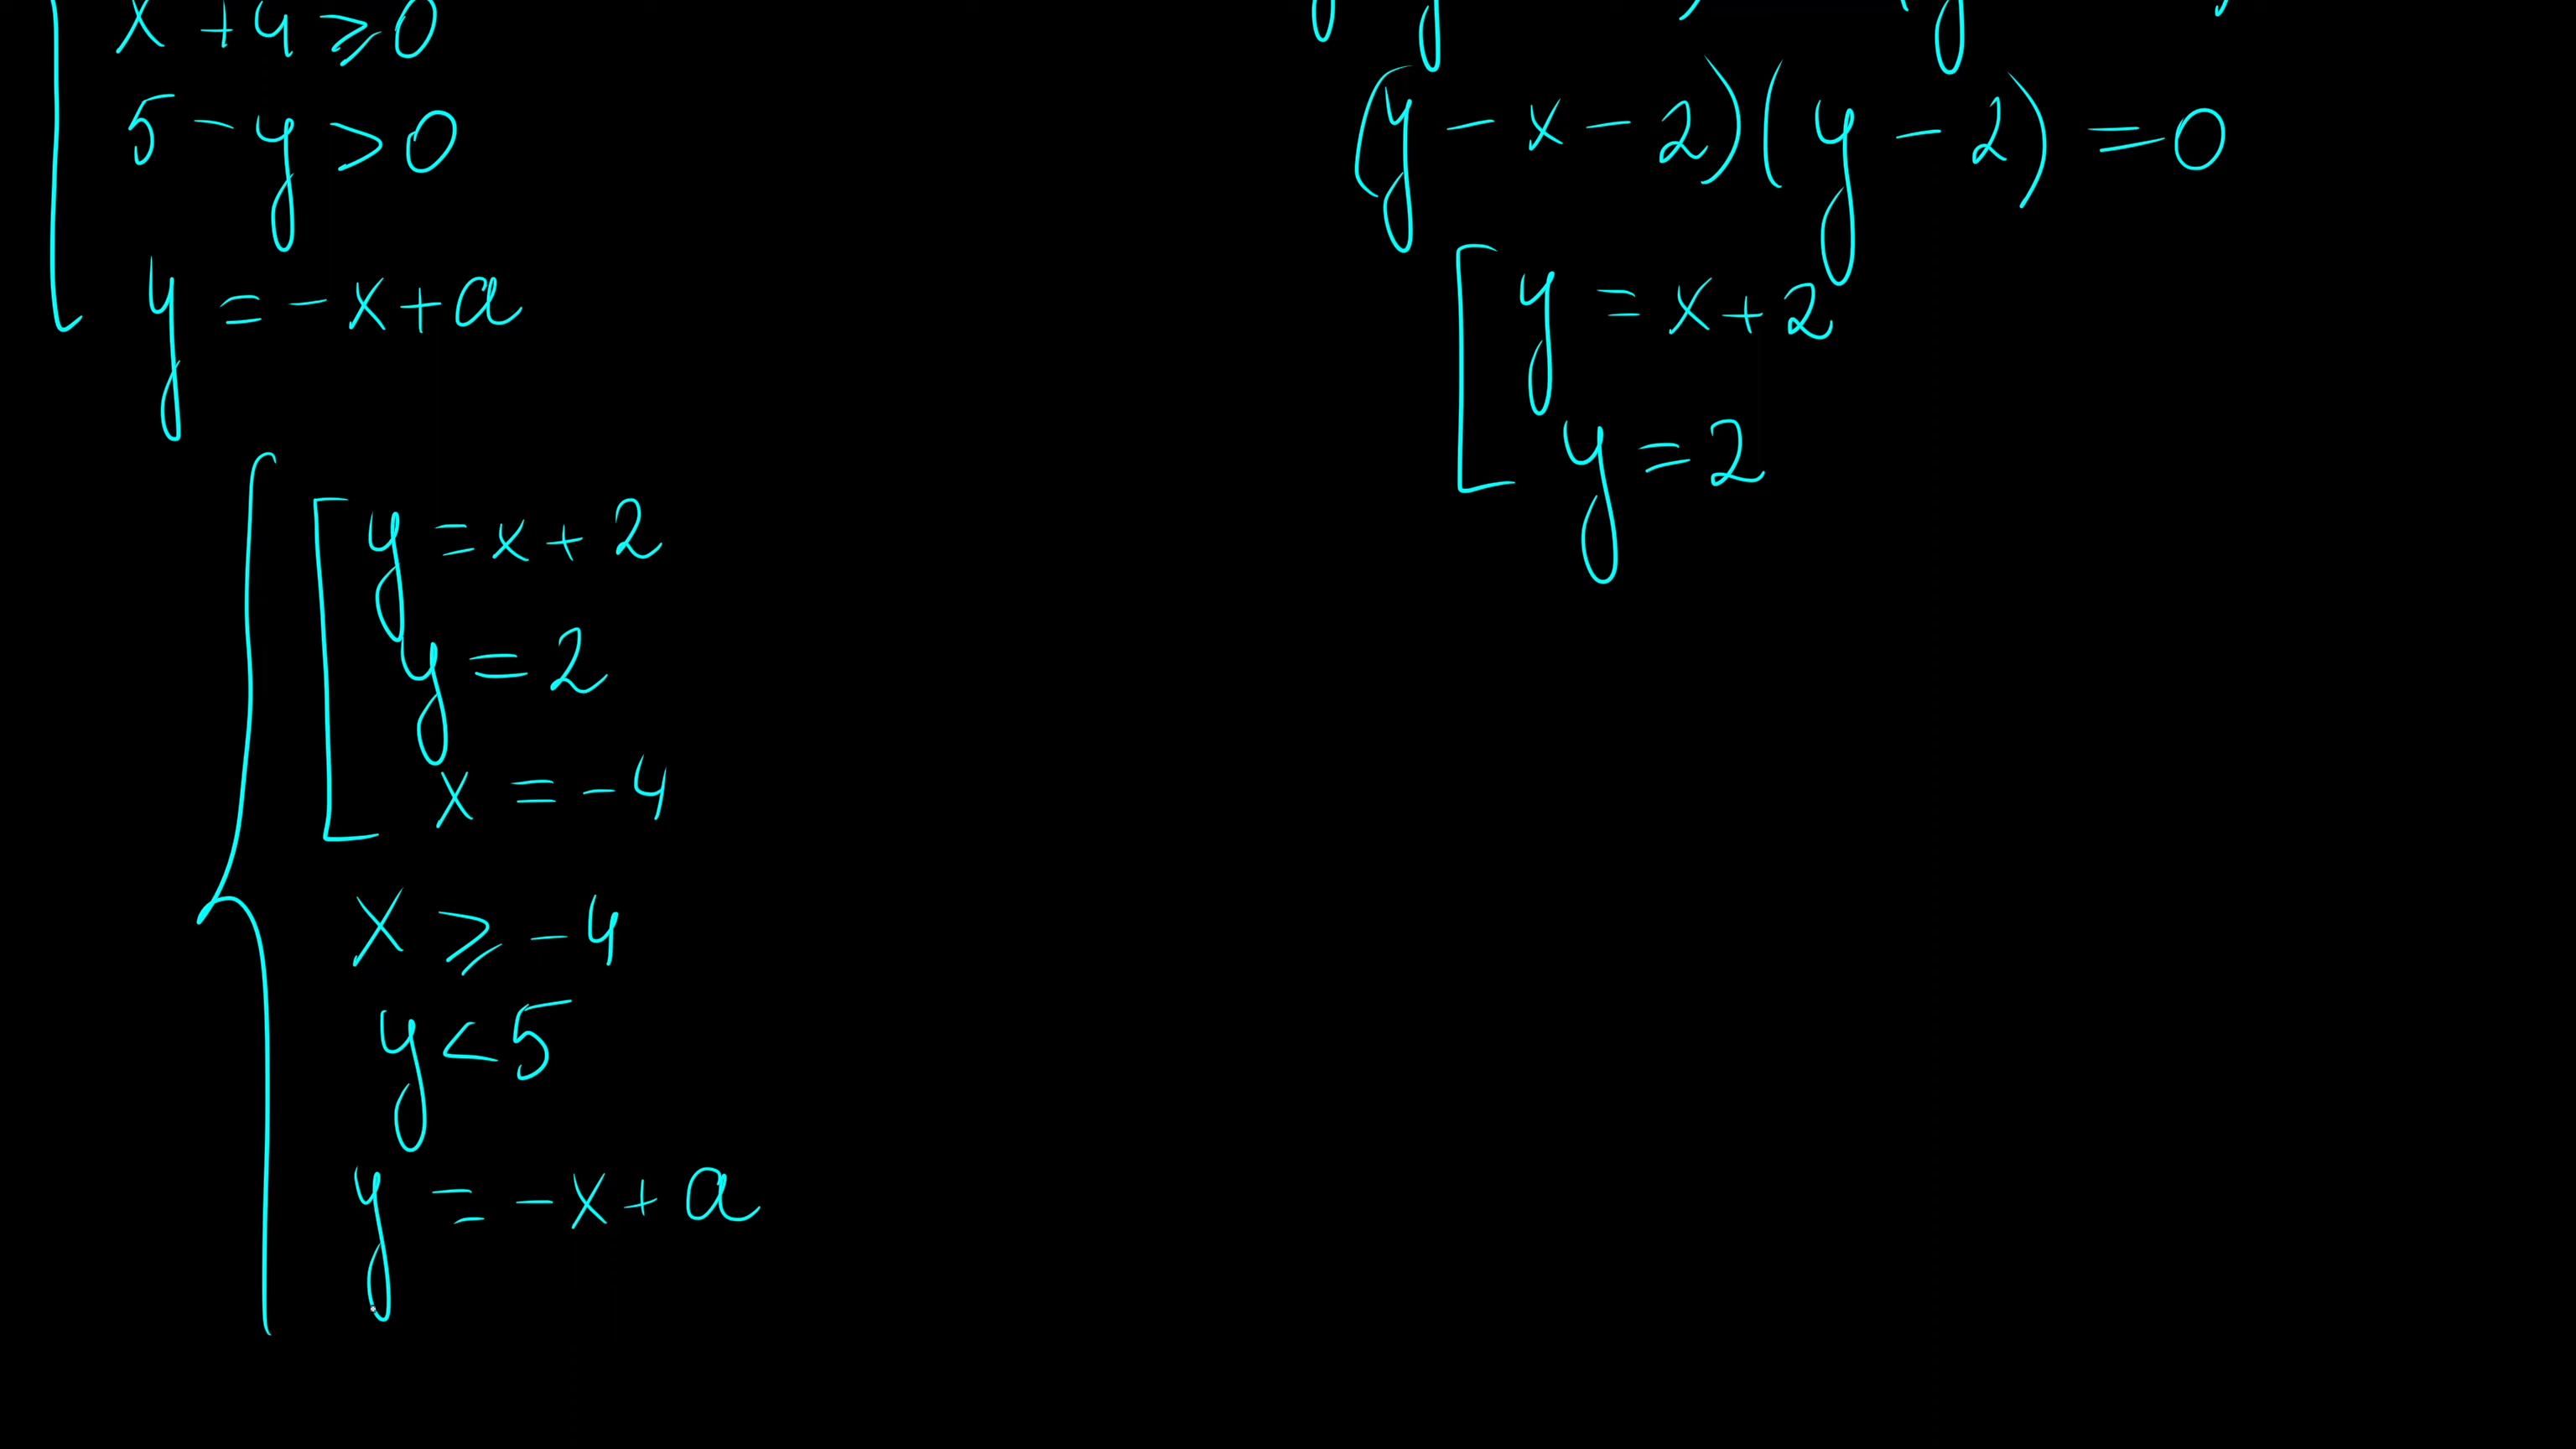 x + 4 ⩾ 0
5 - y > 0
y = -x + a
(y - x - 2)(y - 2) = 0
y = x + 2
y = 2
y = x + 2
y = 2
x = -4
x ⩾ -4
y < 5
y = -x + a